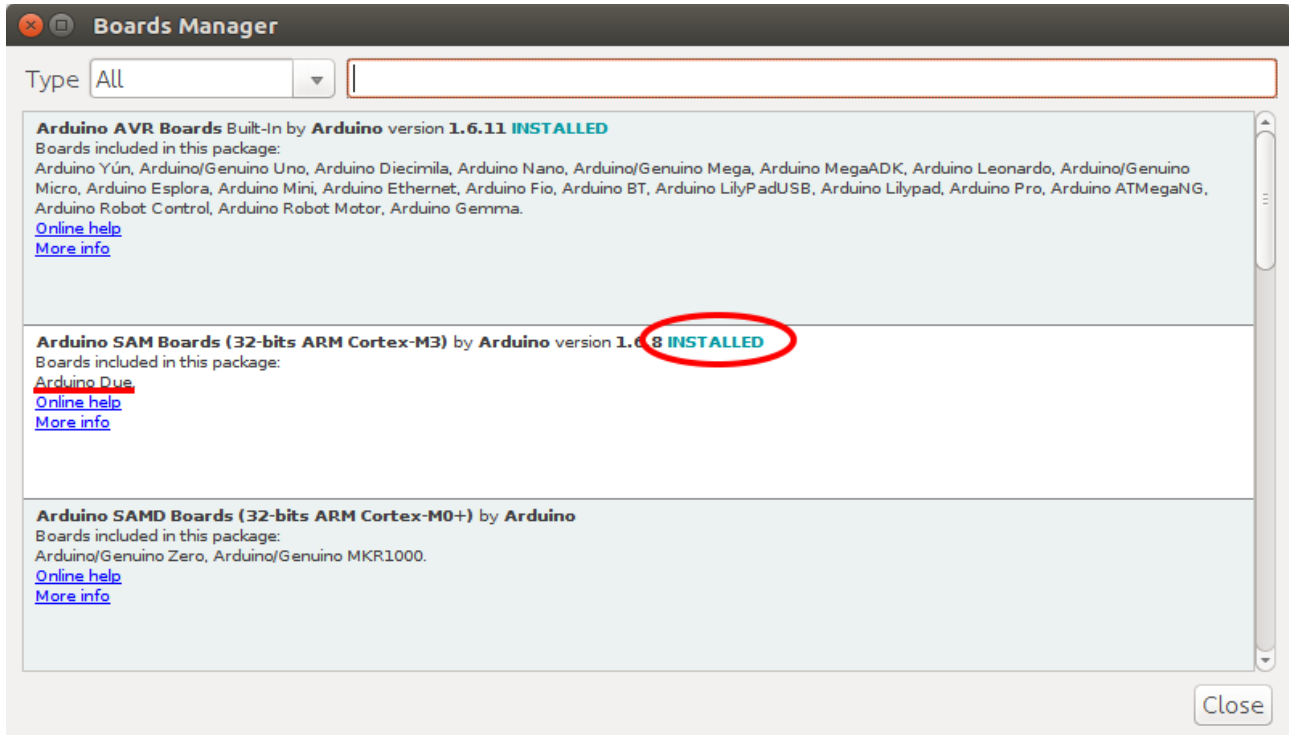 Boards Manager
Type All
Arduino AVR Boards Built-In by Arduino version 1.6.11 INSTALLED
Boards included in this package:
Arduino Yún, Arduino/Genuino Uno, Arduino Diecimila, Arduino Nano, Arduino/Genuino Mega, Arduino MegaADK, Arduino Leonardo, Arduino/Genuino
Micro, Arduino Esplora, Arduino Mini, Arduino Ethernet, Arduino Fio, Arduino BT, Arduino LilyPadUSB, Arduino Lilypad, Arduino Pro, Arduino ATMegaNG,
Arduino Robot Control, Arduino Robot Motor, Arduino Gemma.
Online help
More info
Arduino SAM Boards (32-bits ARM Cortex-M3) by Arduino version 1.6.8 INSTALLED
Boards included in this package:
Arduino Due.
Online help
More info
Arduino SAMD Boards (32-bits ARM Cortex-M0+) by Arduino
Boards included in this package:
Arduino/Genuino Zero, Arduino/Genuino MKR1000.
Online help
More info
Close